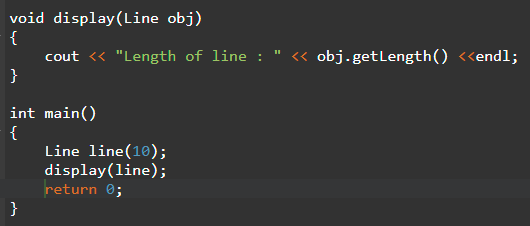 void display(Line obj)
{
    cout << "Length of line : " << obj.getLength() <<endl;
}

int main()
{
    Line line(10);
    display(line);
    return 0;
}